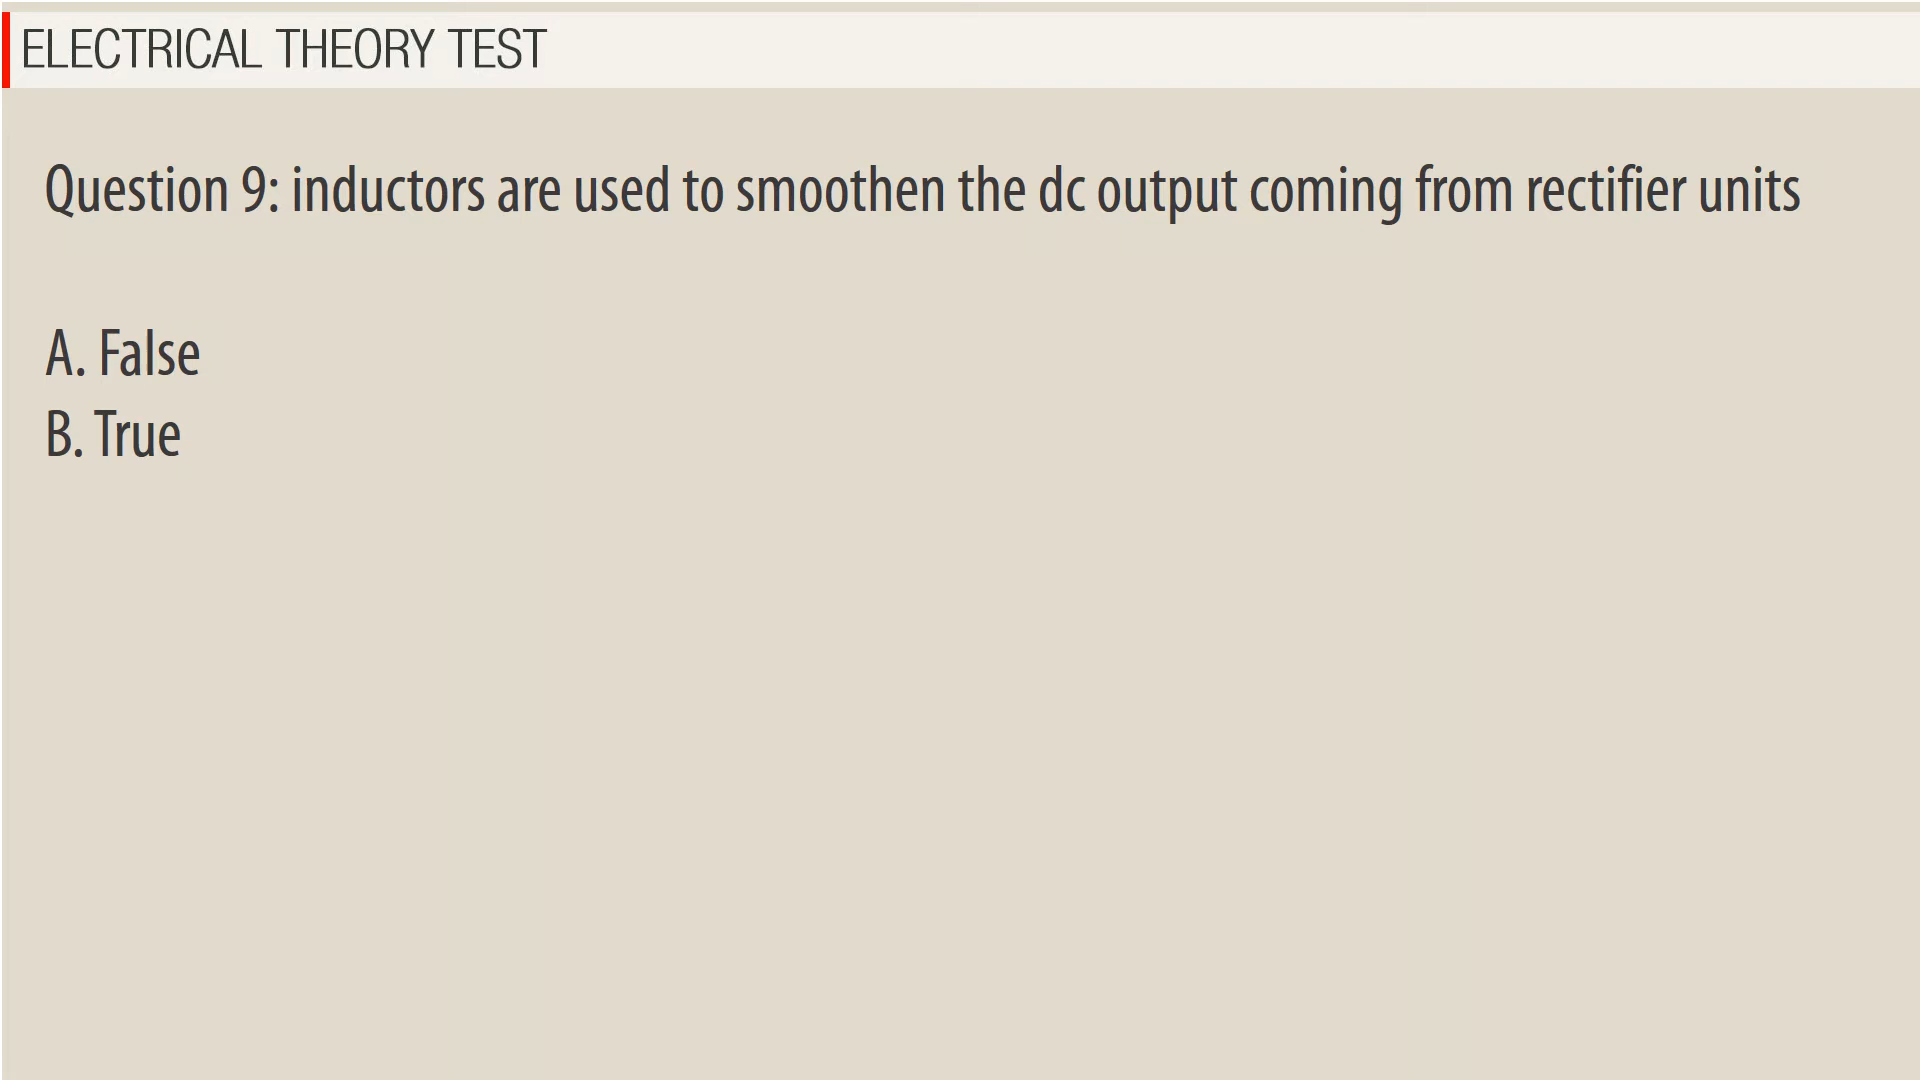 ELECTRICAL THEORY TEST
Question 9: inductors are used to smoothen the dc output coming from rectifier units
A. False
B. True